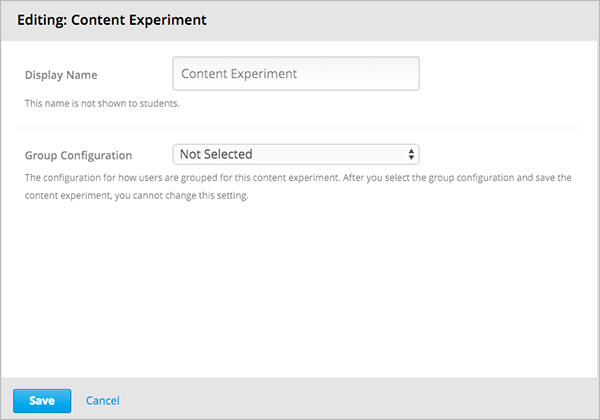 Editing: Content Experiment
Display Name
Content Experiment
This name is not shown to students.
Group Configuration
Not Selected
The configuration for how users are grouped for this content experiment. After you select the group configuration and save the
content experiment, you cannot change this setting.
Save
Cancel